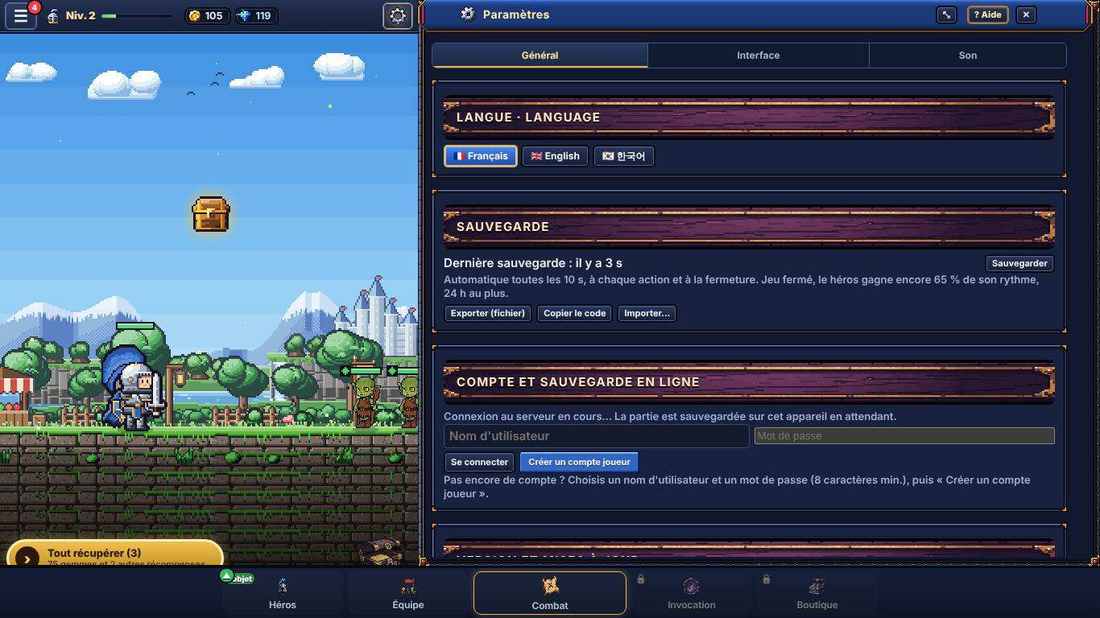 4
Niv. 2
105
119
Paramètres
? Aide
Général
Interface
Son
LANGUE · LANGUAGE
Français
English
한국어
SAUVEGARDE
Dernière sauvegarde : il y a 3 s
Sauvegarder
Automatique toutes les 10 s, à chaque action et à la fermeture. Jeu fermé, le héros gagne encore 65 % de son rythme,
24 h au plus.
Exporter (fichier)
Copier le code
Importer...
COMPTE ET SAUVEGARDE EN LIGNE
Connexion au serveur en cours... La partie est sauvegardée sur cet appareil en attendant.
Nom d'utilisateur
Mot de passe
Se connecter
Créer un compte joueur
Pas encore de compte ? Choisis un nom d'utilisateur et un mot de passe (8 caractères min.), puis « Créer un compte
joueur ».
Tout récupérer (3)
objet
Héros
Équipe
Combat
Invocation
Boutique